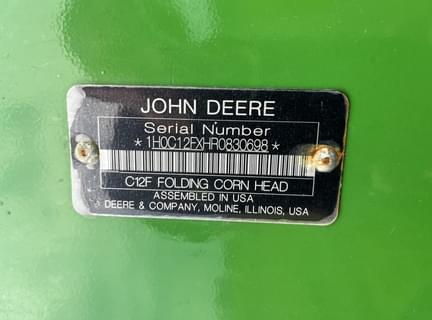 JOHN DEERE
Serial Number
*1H0C12FXHR0830698*
C12F FOLDING CORN HEAD
ASSEMBLED IN USA
DEERE & COMPANY, MOLINE, ILLINOIS, USA